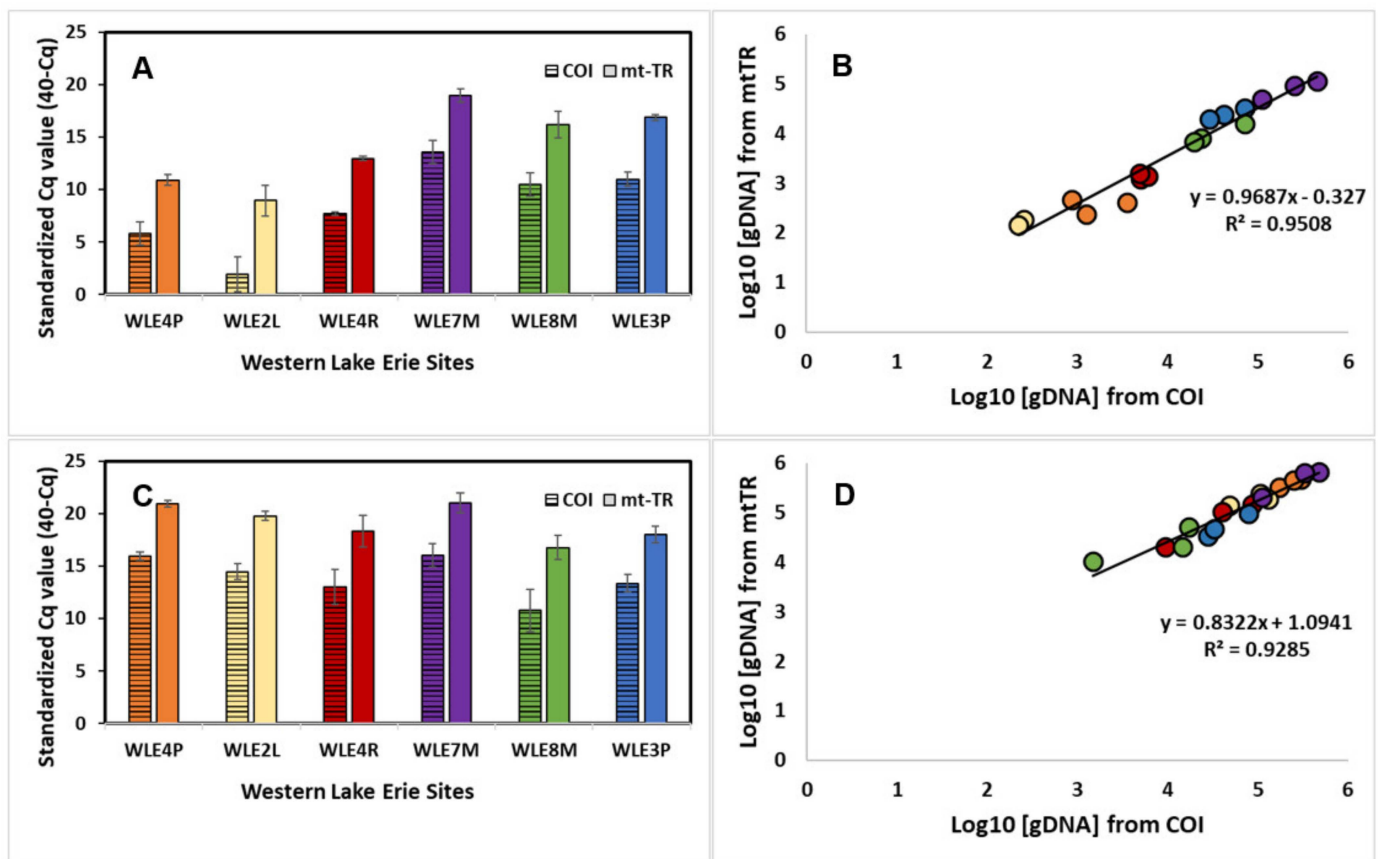 A
COI mt-TR
Standardized Cq value (40-Cq)
25
20
15
10
5
0
WLE4P WLE2L WLE4R WLE7M WLE8M WLE3P
Western Lake Erie Sites
B
Log10 [gDNA] from mtTR
6
5
4
3
2
1
0
y = 0.9687x - 0.327
R² = 0.9508
0 1 2 3 4 5 6
Log10 [gDNA] from COI
C
COI mt-TR
Standardized Cq value (40-Cq)
25
20
15
10
5
0
WLE4P WLE2L WLE4R WLE7M WLE8M WLE3P
Western Lake Erie Sites
D
Log10 [gDNA] from mtTR
6
5
4
3
2
1
0
y = 0.8322x + 1.0941
R² = 0.9285
0 1 2 3 4 5 6
Log10 [gDNA] from COI